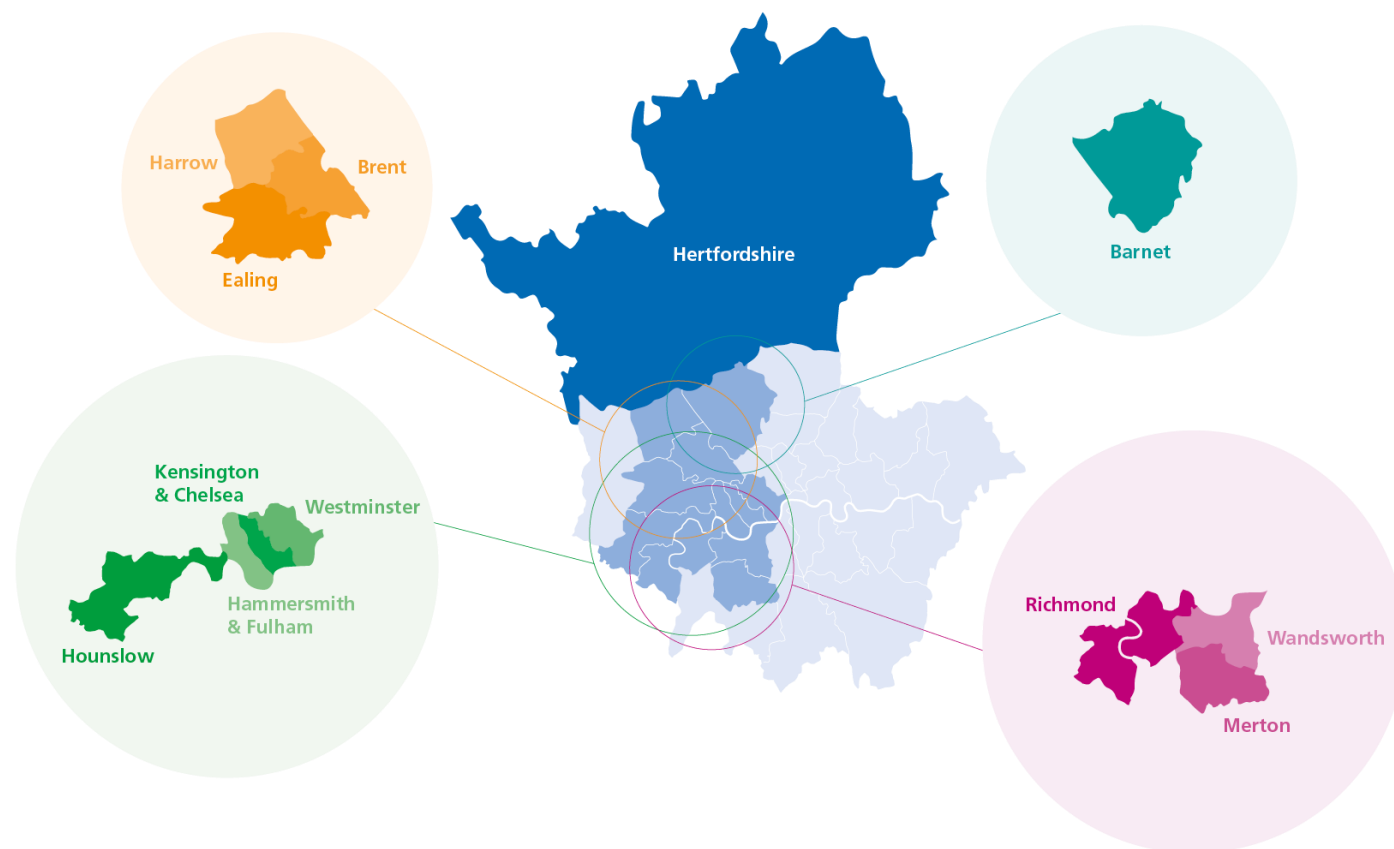 Harrow
Brent
Ealing
Hertfordshire
Barnet
Kensington
& Chelsea
Westminster
Hammersmith
& Fulham
Hounslow
Richmond
Wandsworth
Merton